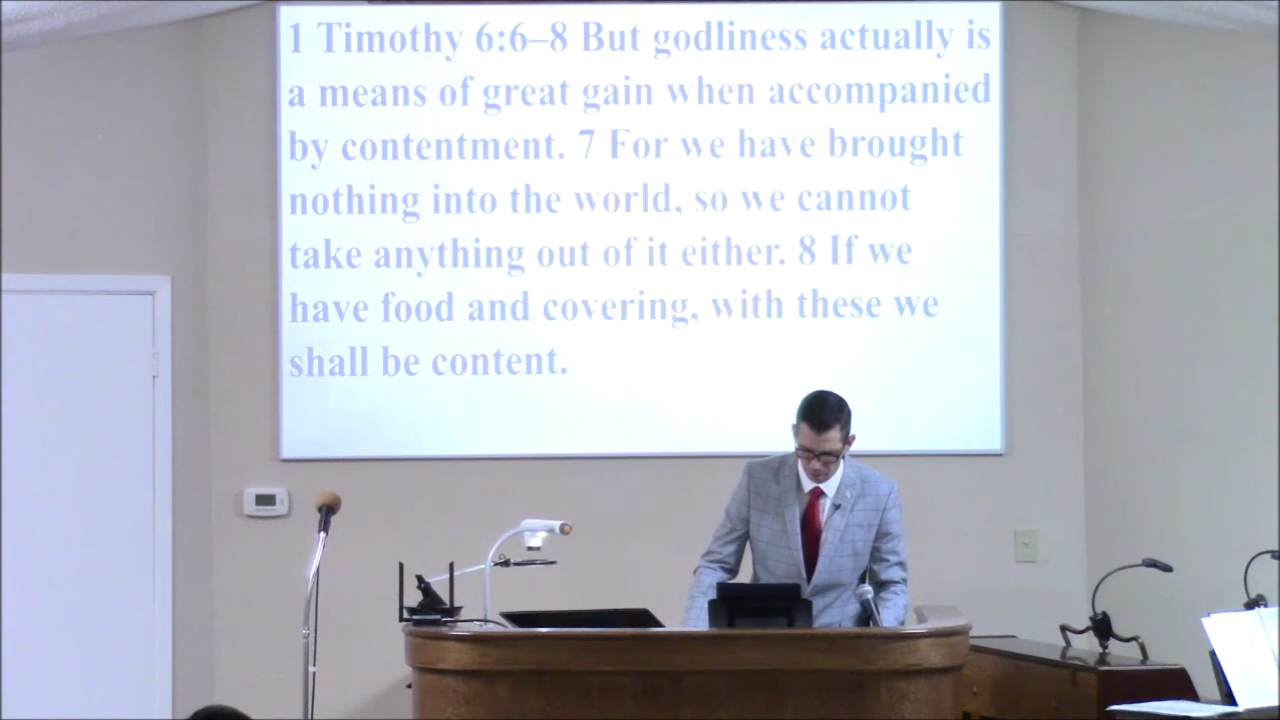 1 Timothy 6:6–8 But godliness actually is
a means of great gain when accompanied
by contentment. 7 For we have brought
nothing into the world, so we cannot
take anything out of it either. 8 If we
have food and covering, with these we
shall be content.